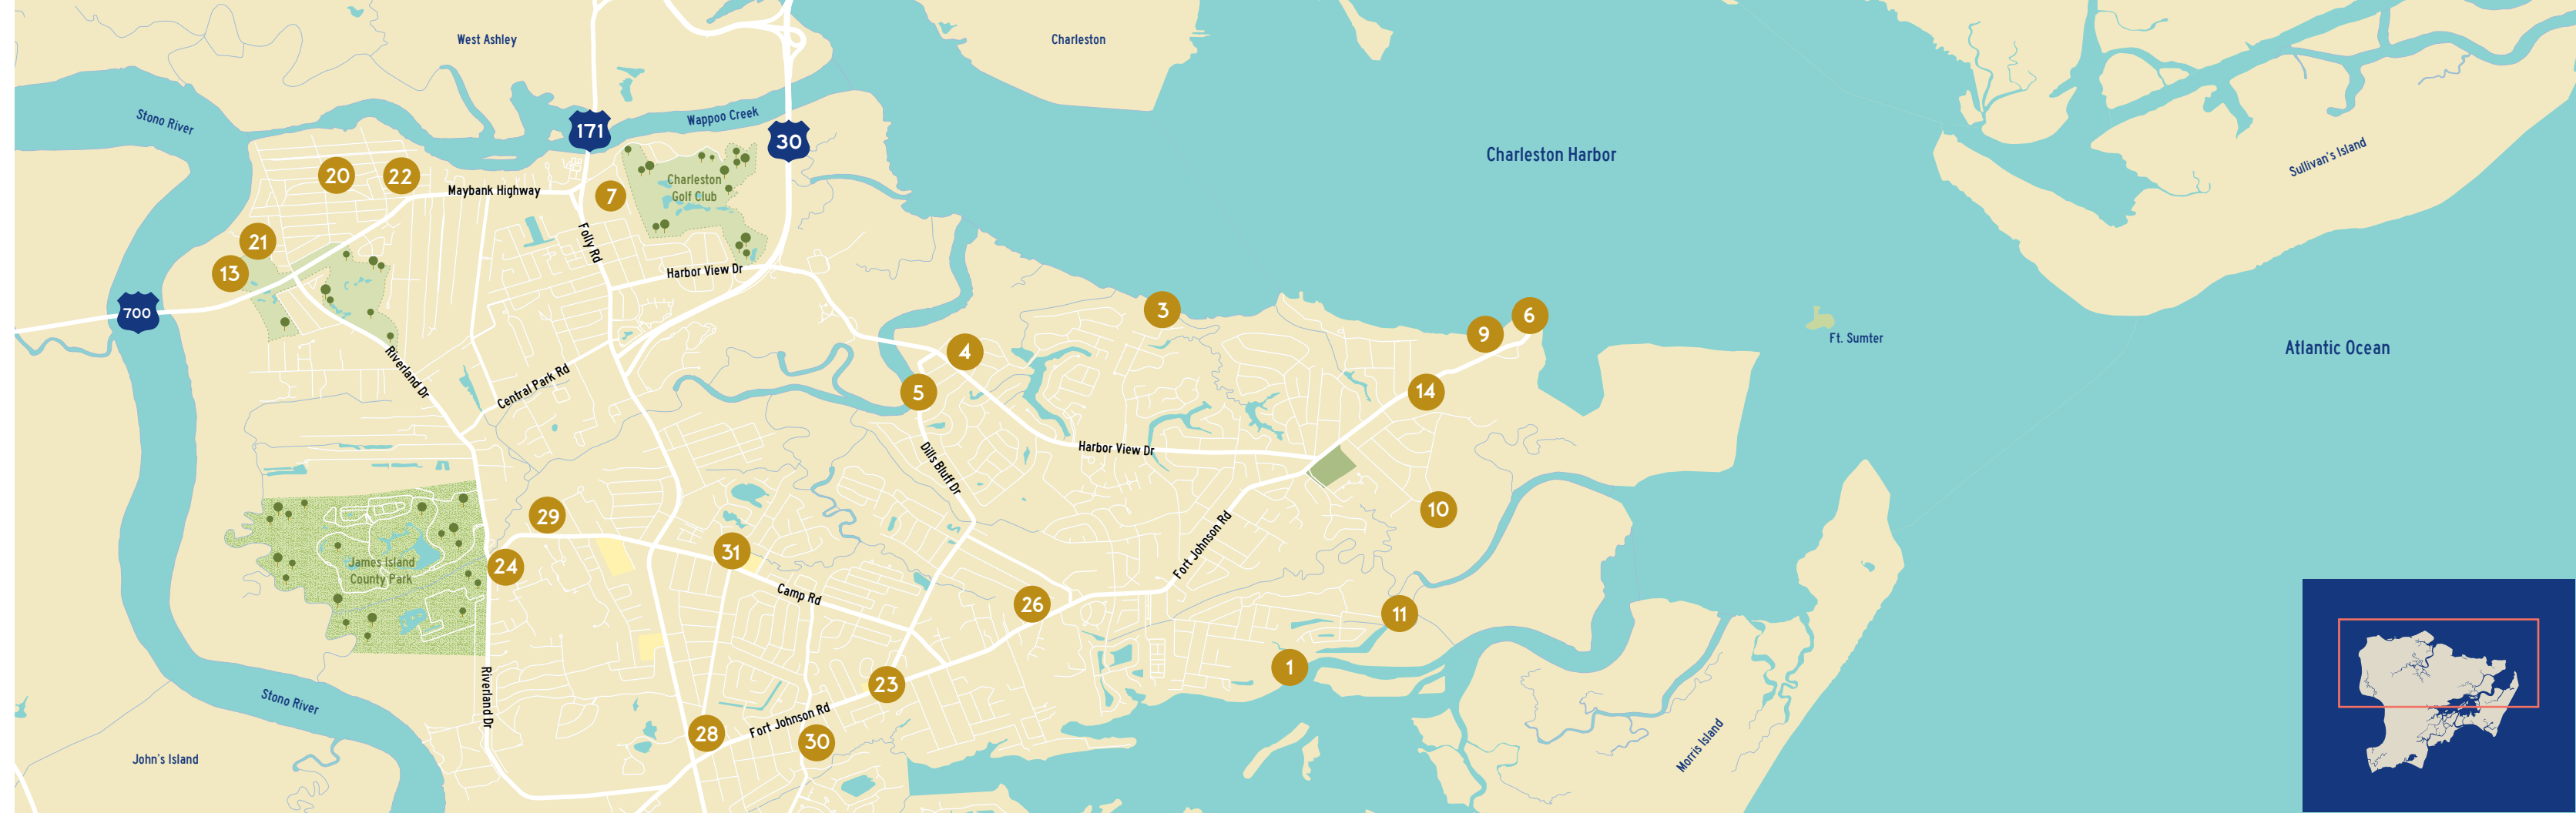 West Ashley
Charleston
Stono River
171
Wappoo Creek
30
Charleston Harbor
Sullivan's Island
20
22
Maybank Highway
7
Charleston
Golf Club
21
13
Folly Rd
Harbor View Dr
700
3
6
9
Ft. Sumter
Atlantic Ocean
4
Riverland Dr
Central Park Rd
5
14
Harbor View Dr
Dills Bluff Dr
10
29
31
Fort Johnson Rd
James Island
County Park
24
Camp Rd
26
11
1
23
Riverland Dr
Stono River
Fort Johnson Rd
28
30
Morris Island
John's Island